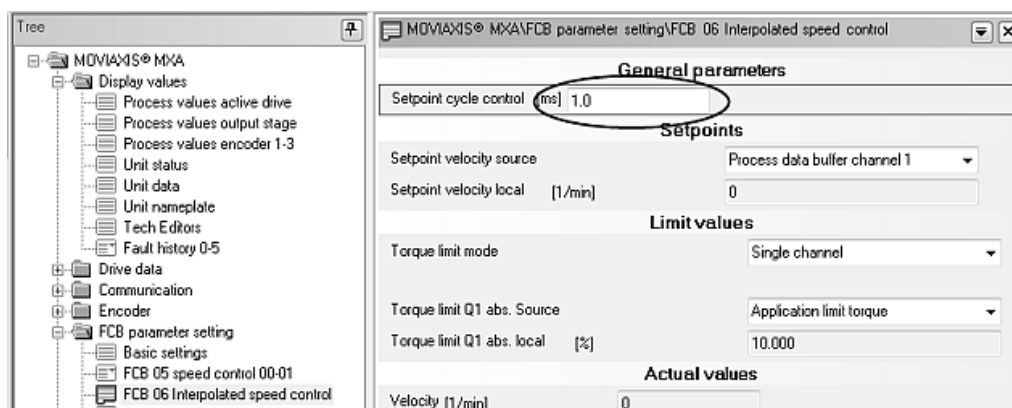 Tree
MOVIAXIS® MXA
Display values
Process values active drive
Process values output stage
Process values encoder 1-3
Unit status
Unit data
Unit nameplate
Tech Editors
Fault history 0-5
Drive data
Communication
Encoder
FCB parameter setting
Basic settings
FCB 05 speed control 00-01
FCB 06 Interpolated speed control
MOVIAXIS® MXA\FCB parameter setting\FCB 06 Interpolated speed control
General parameters
Setpoint cycle control [ms] 1.0
Setpoints
Setpoint velocity source Process data buffer channel 1
Setpoint velocity local [1/min] 0
Limit values
Torque limit mode Single channel
Torque limit Q1 abs. Source Application limit torque
Torque limit Q1 abs. local [%] 10.000
Actual values
Velocity [1/min] 0